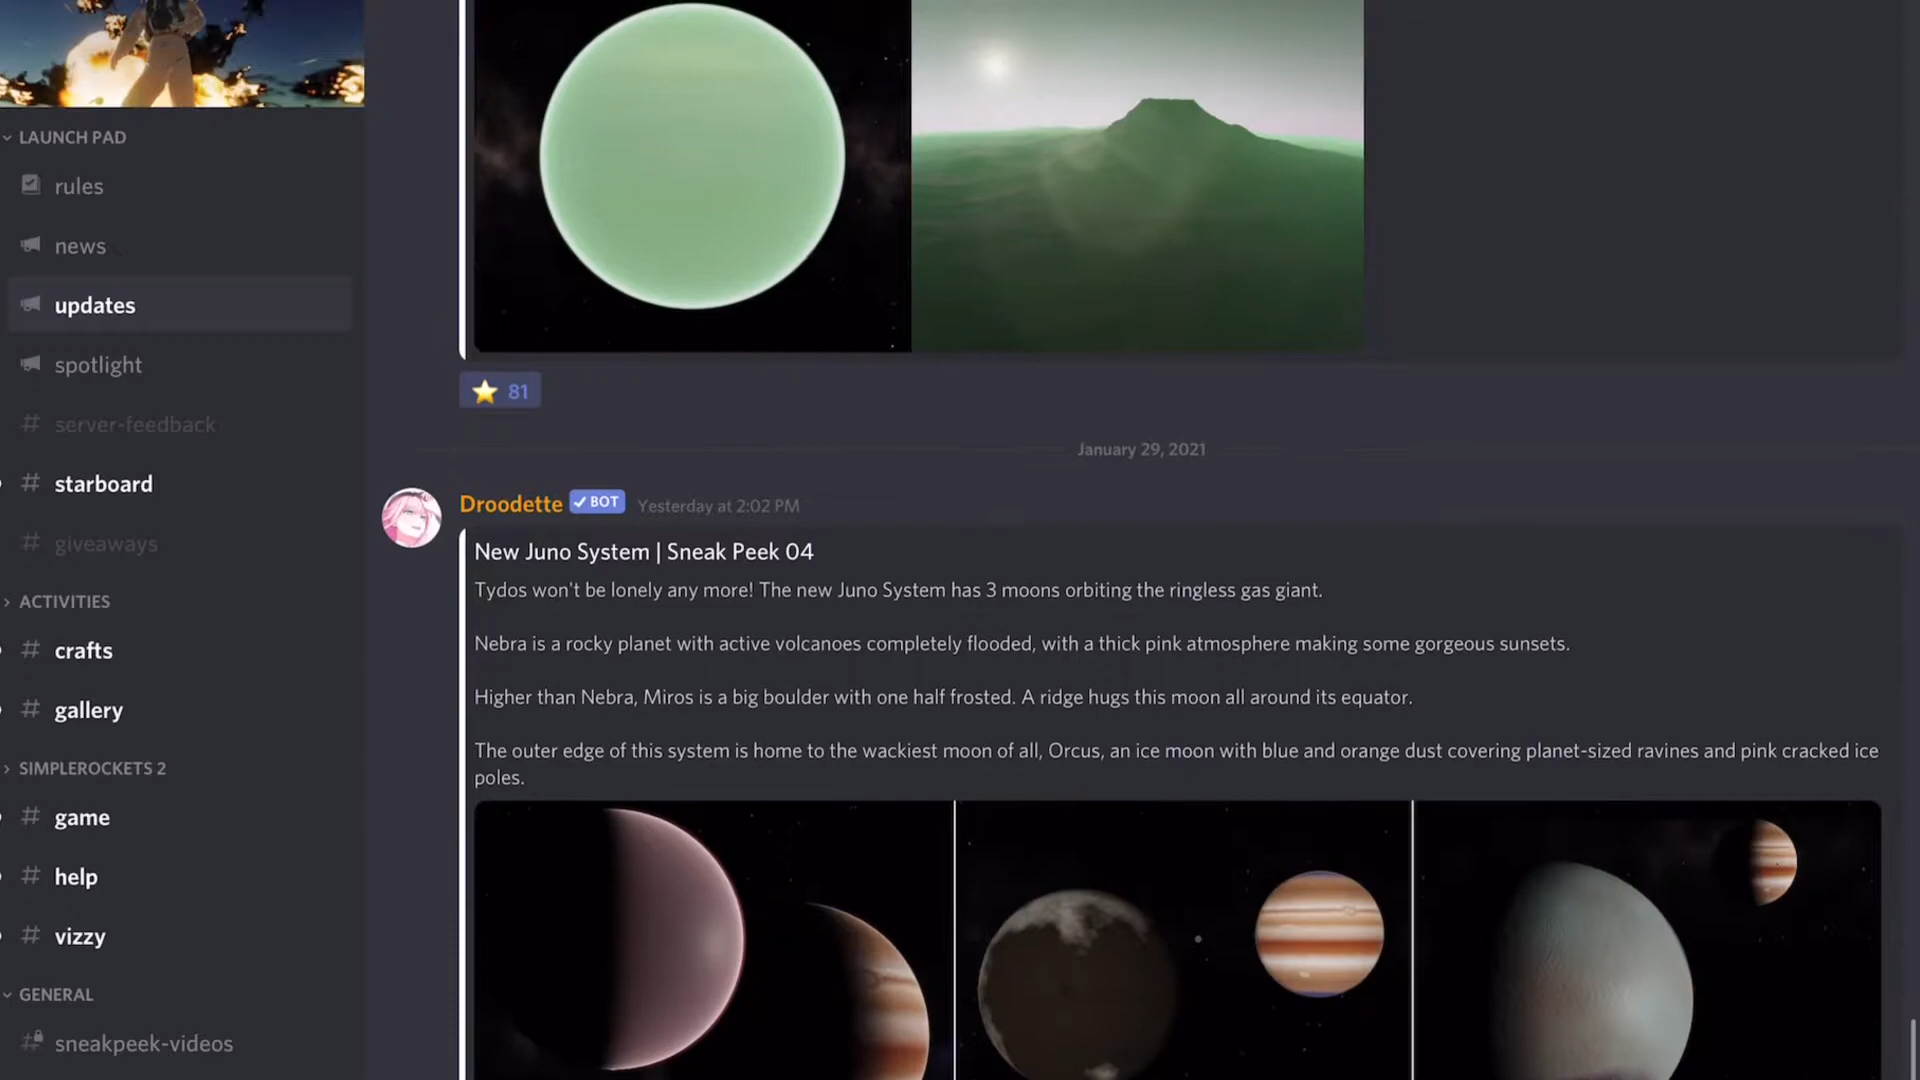 LAUNCH PAD
rules
news
updates
spotlight
server-feedback
starboard
giveaways
ACTIVITIES
crafts
gallery
SIMPLEROCKETS 2
game
help
vizzy
GENERAL
sneakpeek-videos
81
January 29, 2021
Droodette BOT Yesterday at 2:02 PM
New Juno System | Sneak Peek 04
Tydos won't be lonely any more! The new Juno System has 3 moons orbiting the ringless gas giant.
Nebra is a rocky planet with active volcanoes completely flooded, with a thick pink atmosphere making some gorgeous sunsets.
Higher than Nebra, Miros is a big boulder with one half frosted. A ridge hugs this moon all around its equator.
The outer edge of this system is home to the wackiest moon of all, Orcus, an ice moon with blue and orange dust covering planet-sized ravines and pink cracked ice
poles.